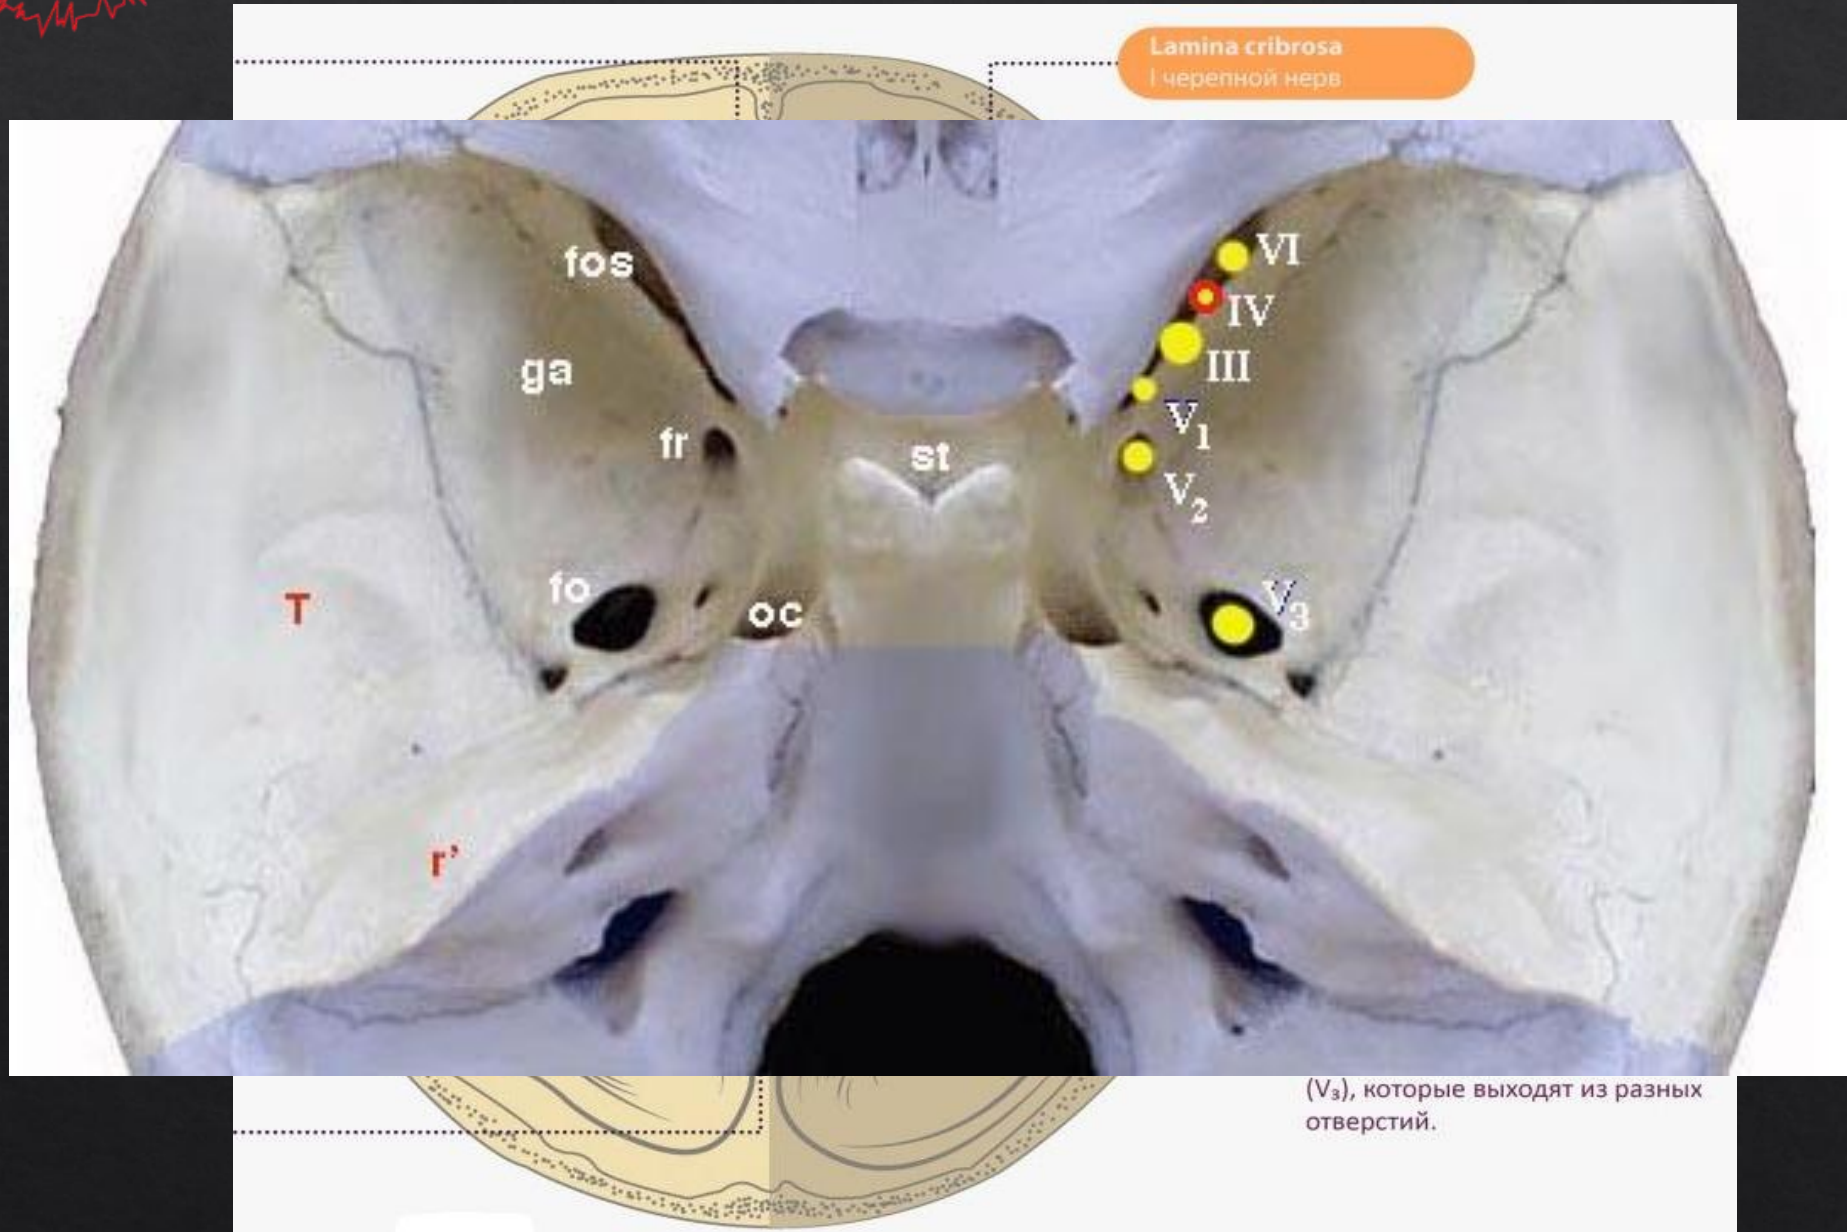 Lamina cribrosa
I черепной нерв
fos
VI
IV
ga
III
fr
V₁
st
V₂
fo
V₃
T
oc
r’
(V₃), которые выходят из разных
отверстий.